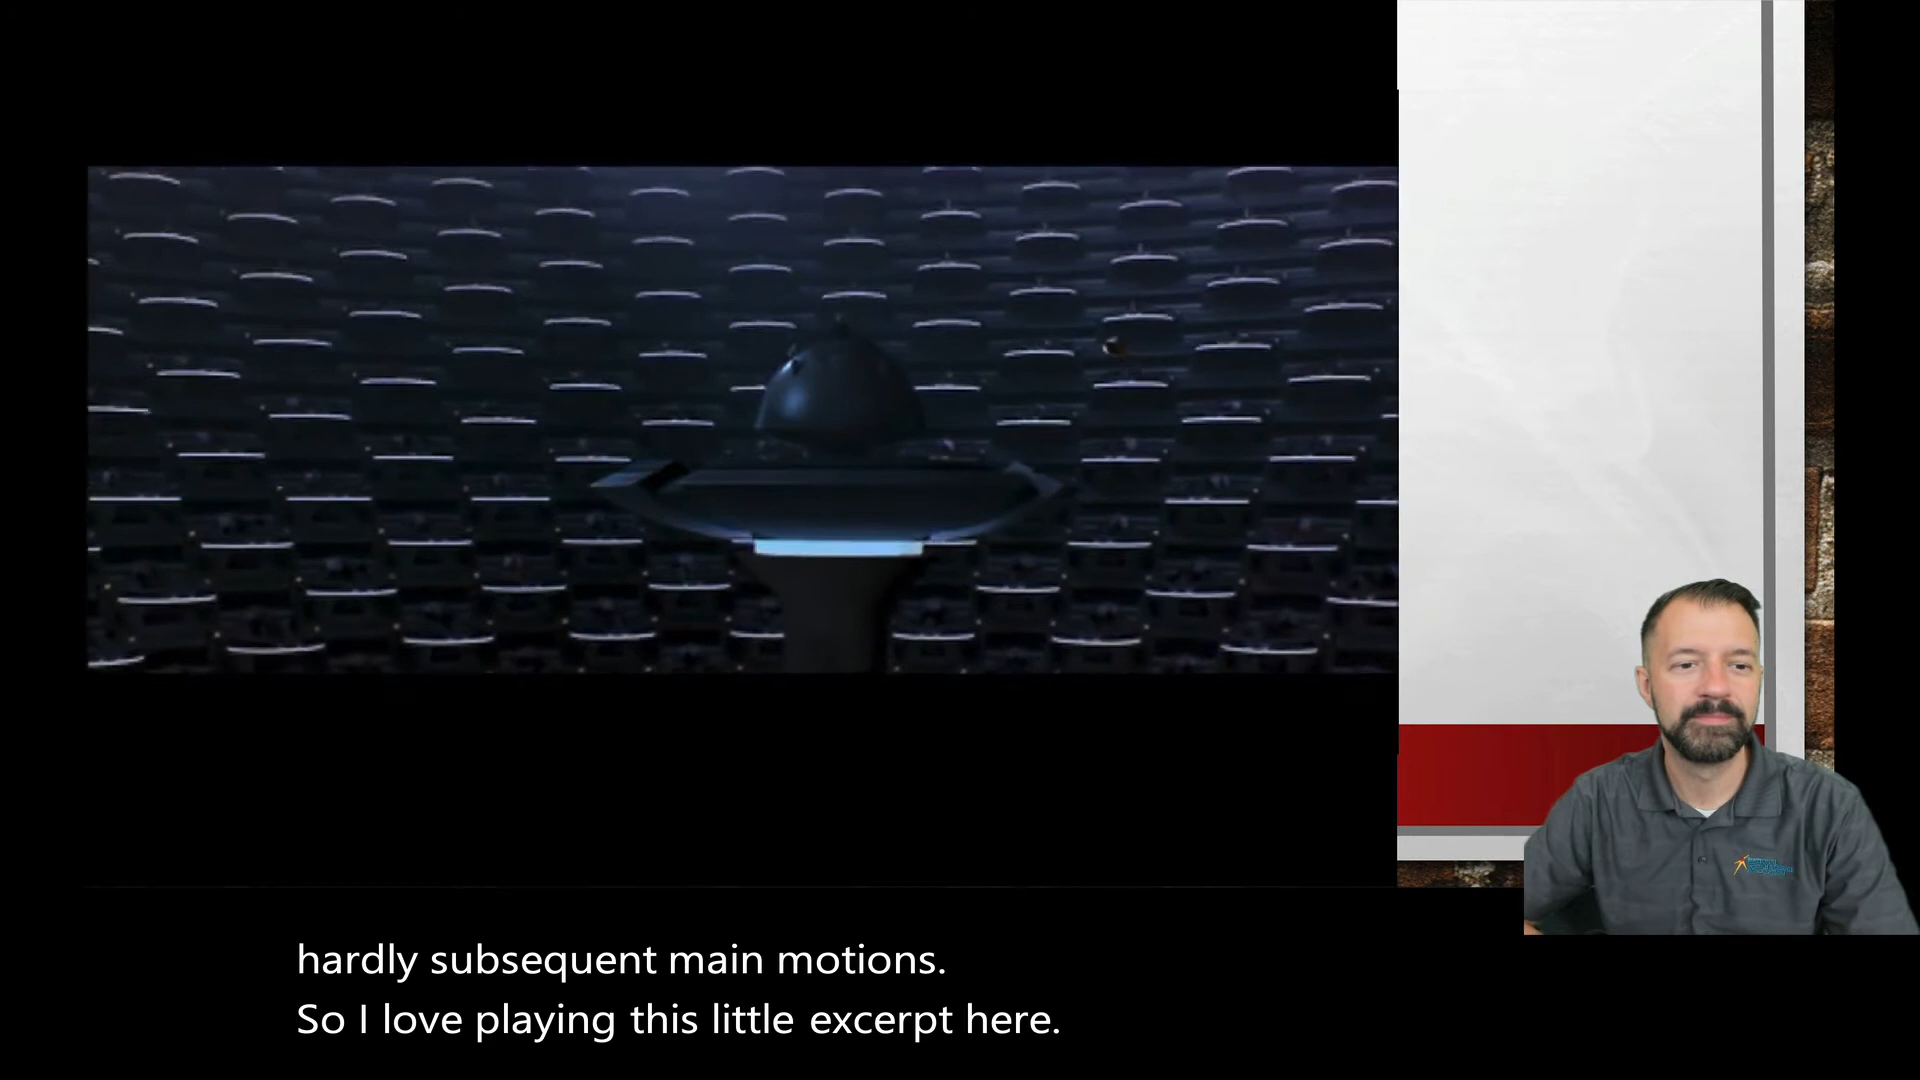 hardly subsequent main motions.
So I love playing this little excerpt here.